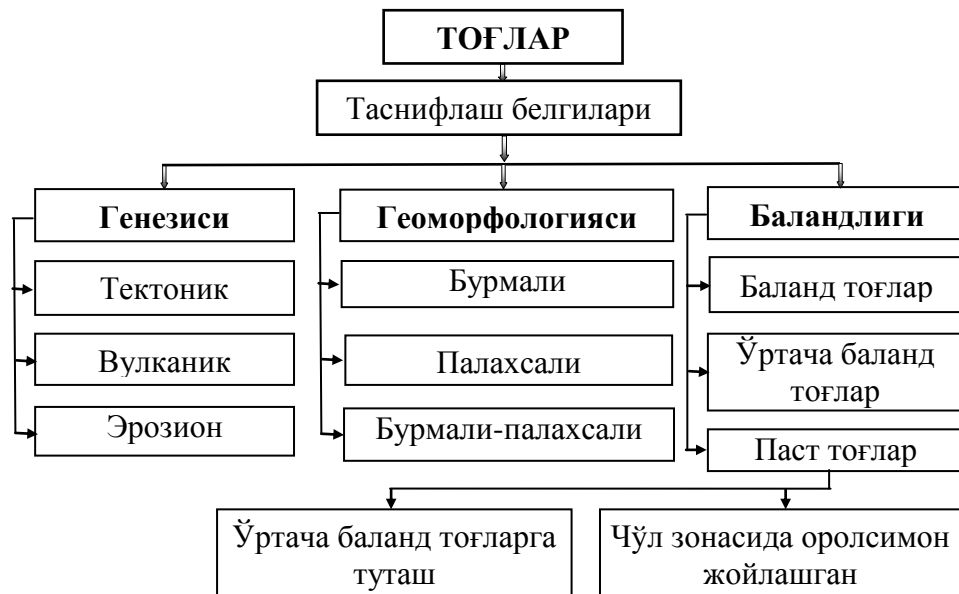 ТОҒЛАР
Таснифлаш белгилари
Генезиси
Тектоник
Вулканик
Эрозион
Геоморфологияси
Бурмали
Палахсали
Бурмали-палахсали
Баландлиги
Баланд тоғлар
Ўртача баланд
тоғлар
Паст тоғлар
Ўртача баланд тоғларга
туташ
Чўл зонасида оролсимон
жойлашган